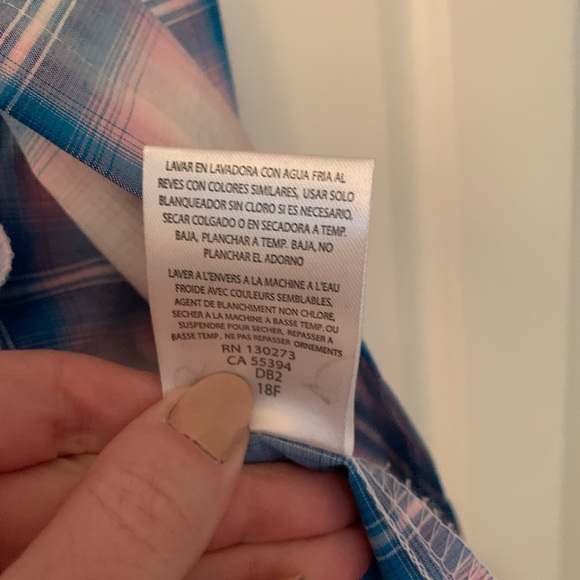 LAVAR EN LAVADORA CON AGUA FRIA AL
REVES CON COLORES SIMILARES, USAR SOLO
BLANQUEADOR SIN CLORO SI ES NECESARIO,
SECAR COLGADO O EN SECADORA A TEMP.
BAJA, PLANCHAR A TEMP. BAJA, NO
PLANCHAR EL ADORNO
LAVER A L'ENVERS A LA MACHINE A L'EAU
FROIDE AVEC COULEURS SEMBLABLES,
AGENT DE BLANCHIMENT NON CHLORE,
SECHER A LA MACHINE A BASSE TEMP. OU
SUSPENDRE POUR SECHER, REPASSER A
BASSE TEMP. NE PAS REPASSER ORNEMENTS
RN 130273
CA 55394
DB2
18F